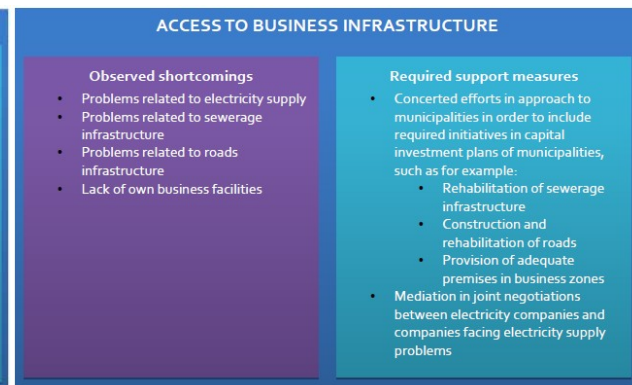 ACCESS TO BUSINESS INFRASTRUCTURE
Observed shortcomings
• Problems related to electricity supply
• Problems related to sewerage
infrastructure
• Problems related to roads
infrastructure
• Lack of own business facilities
Required support measures
• Concerted efforts in approach to
municipalities in order to include
required initiatives in capital
investment plans of municipalities,
such as for example:
• Rehabilitation of sewerage
infrastructure
• Construction and
rehabilitation of roads
• Provision of adequate
premises in business zones
• Mediation in joint negotiations
between electricity companies and
companies facing electricity supply
problems